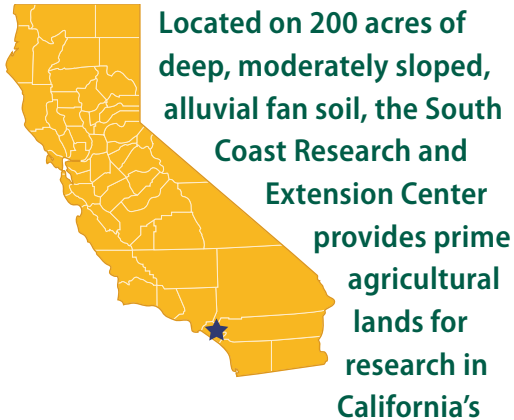 Located on 200 acres of
deep, moderately sloped,
alluvial fan soil, the South
Coast Research and
Extension Center
provides prime
agricultural
lands for
research in
California’s